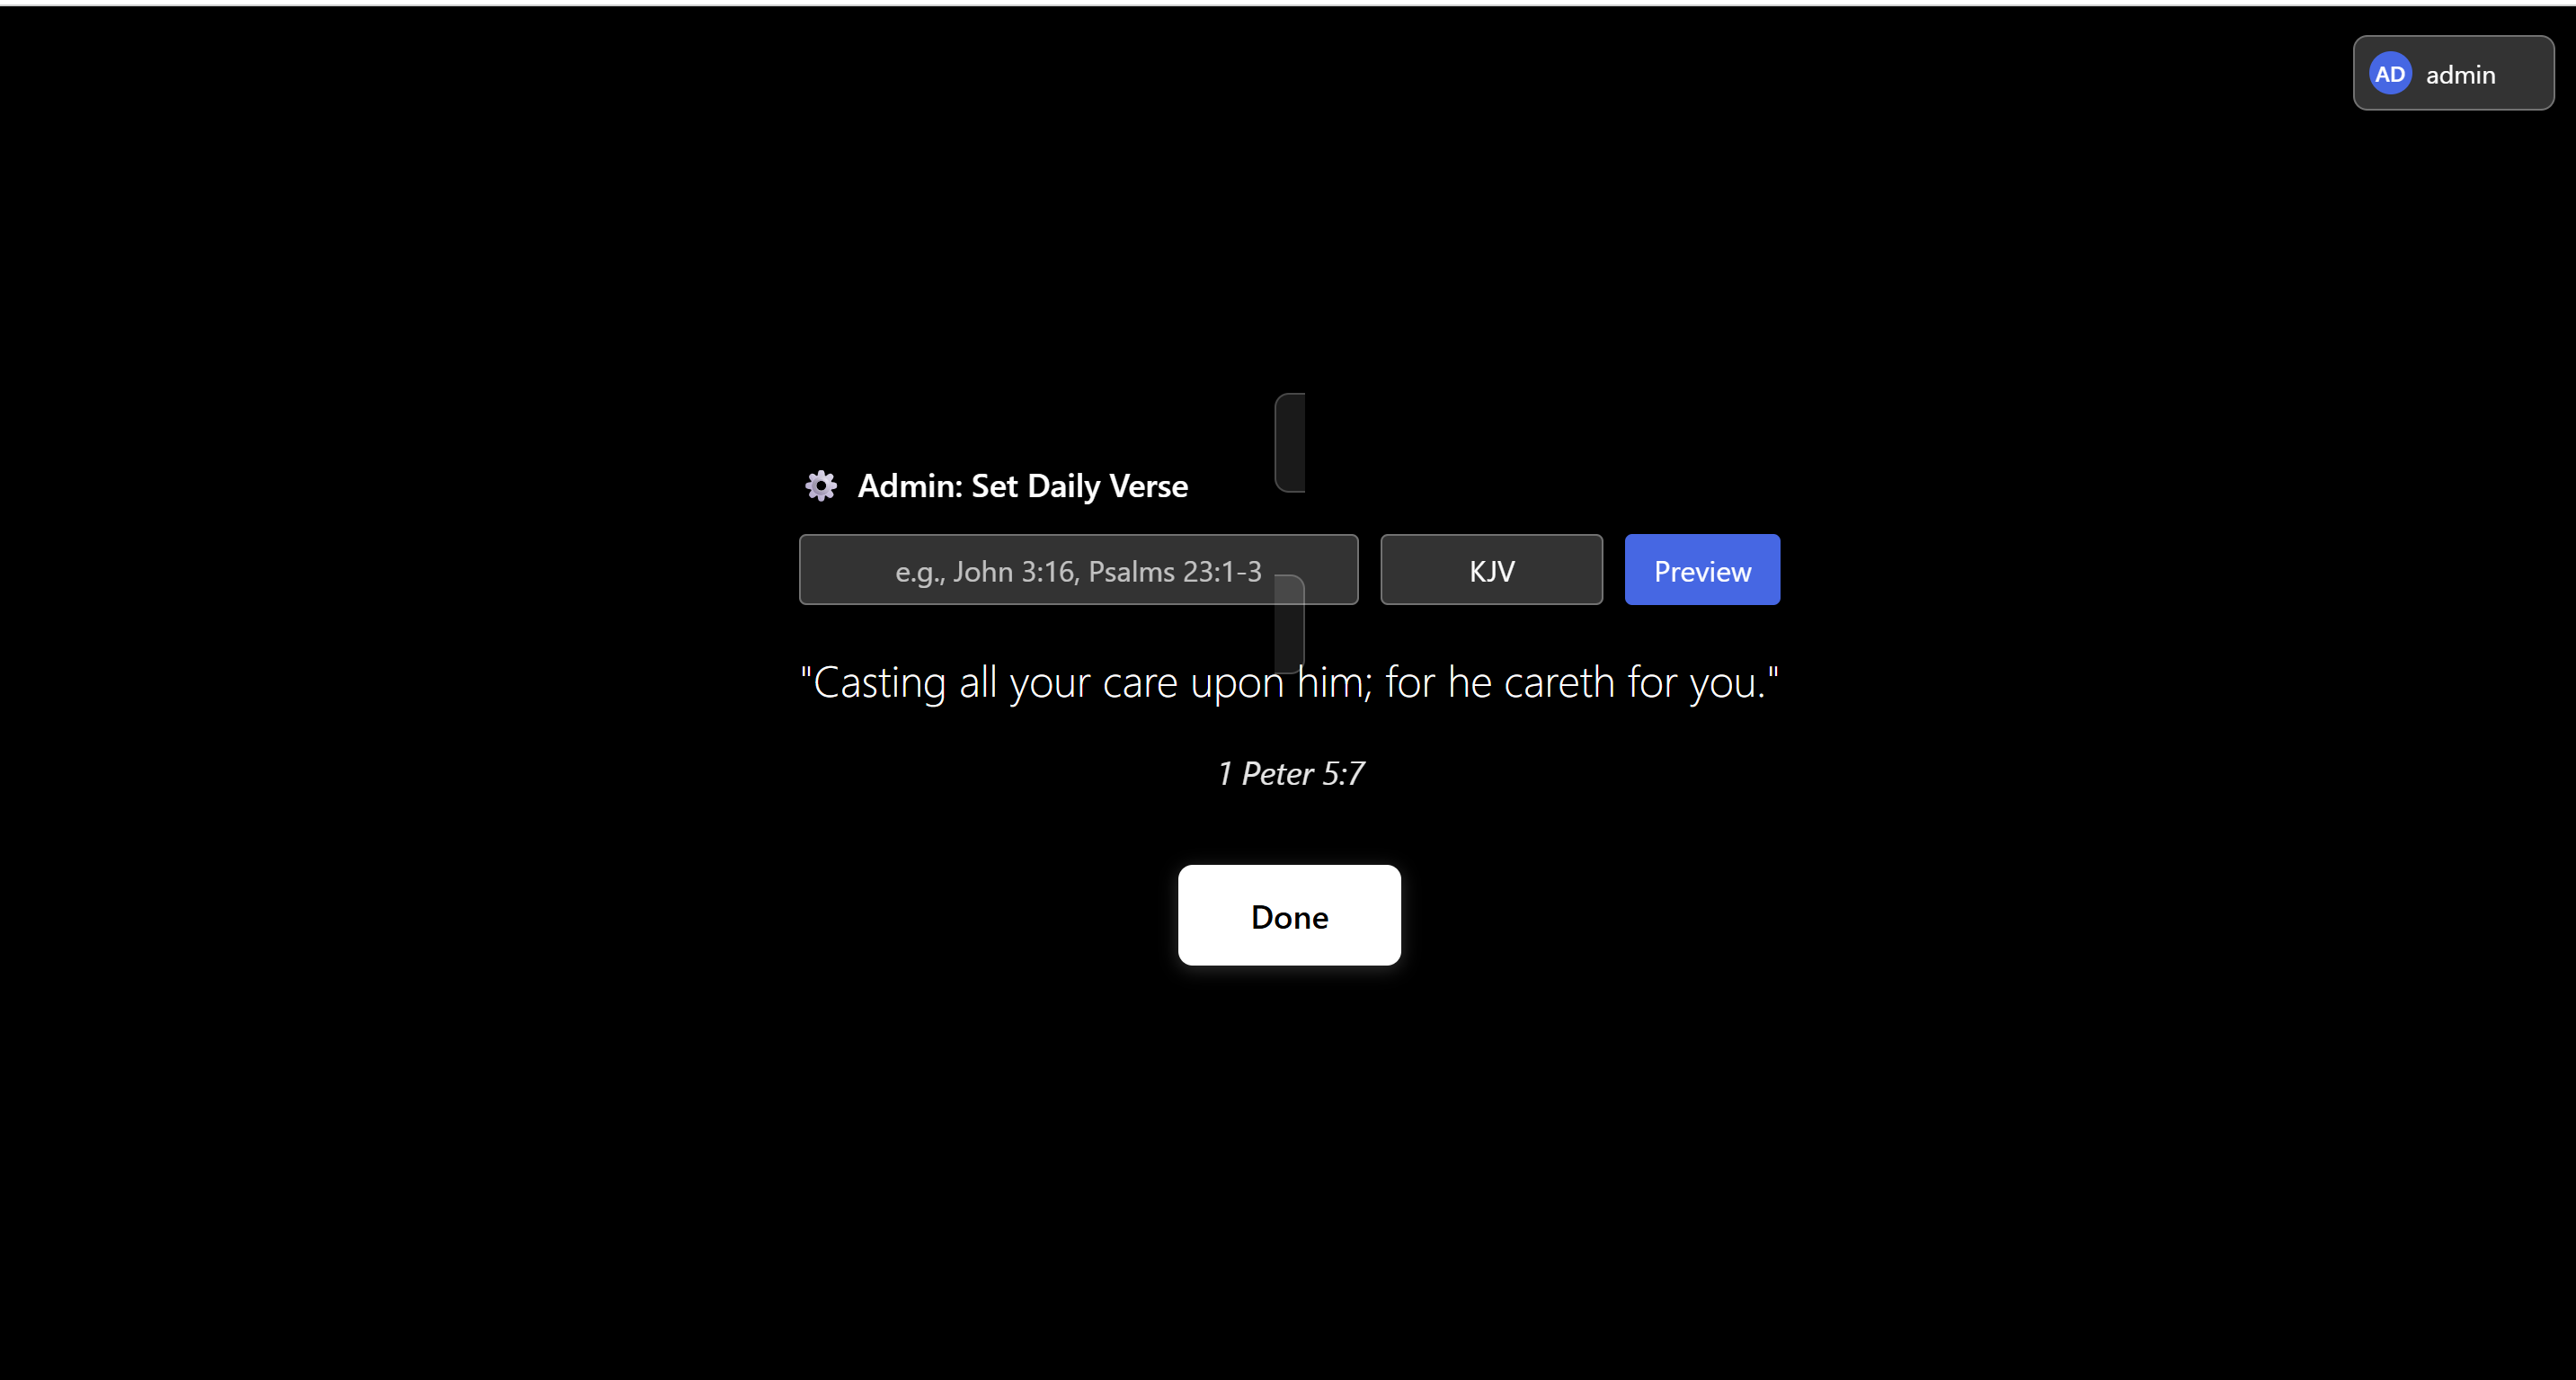 AD admin
Admin: Set Daily Verse
e.g., John 3:16, Psalms 23:1-3 KJV Preview
"Casting all your care upon him; for he careth for you."
1 Peter 5:7
Done